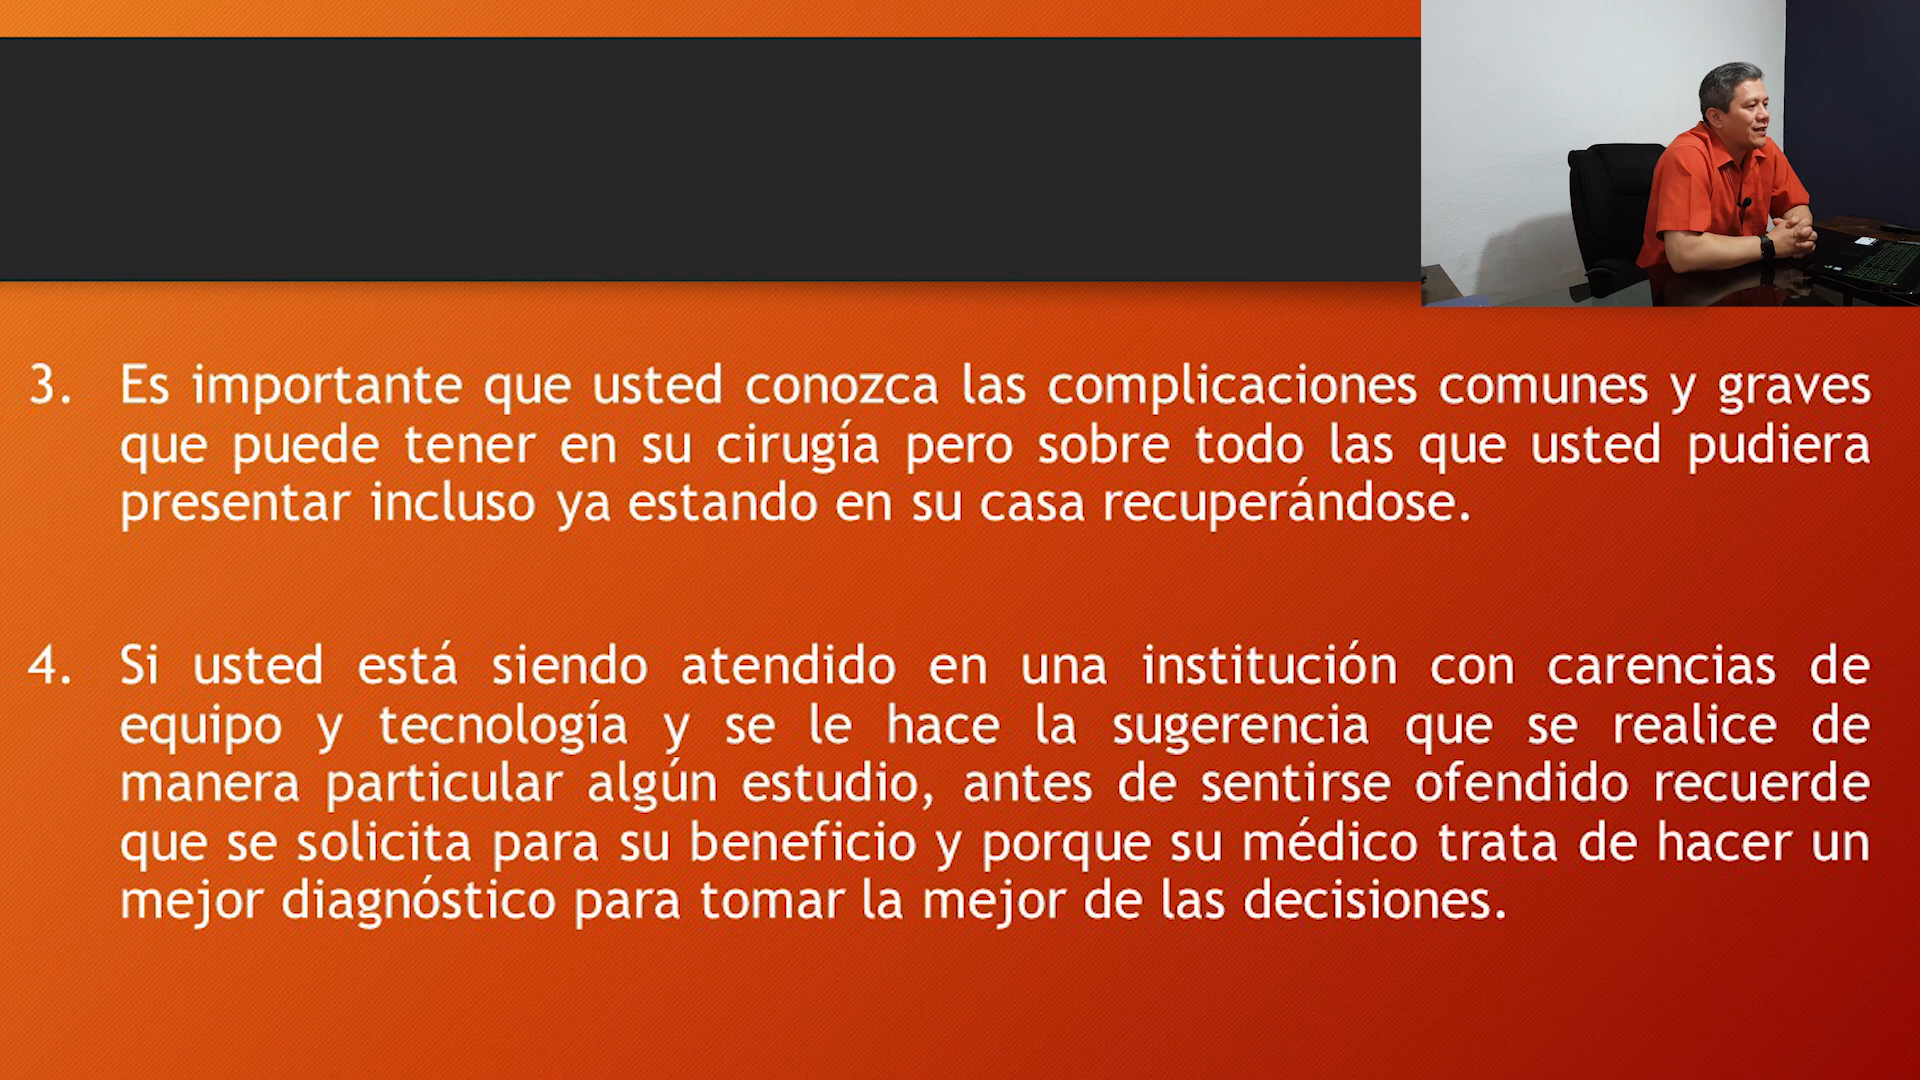 3. Es importante que usted conozca las complicaciones comunes y graves
que puede tener en su cirugía pero sobre todo las que usted pudiera
presentar incluso ya estando en su casa recuperándose.
4. Si usted está siendo atendido en una institución con carencias de
equipo y tecnología y se le hace la sugerencia que se realice de
manera particular algún estudio, antes de sentirse ofendido recuerde
que se solicita para su beneficio y porque su médico trata de hacer un
mejor diagnóstico para tomar la mejor de las decisiones.